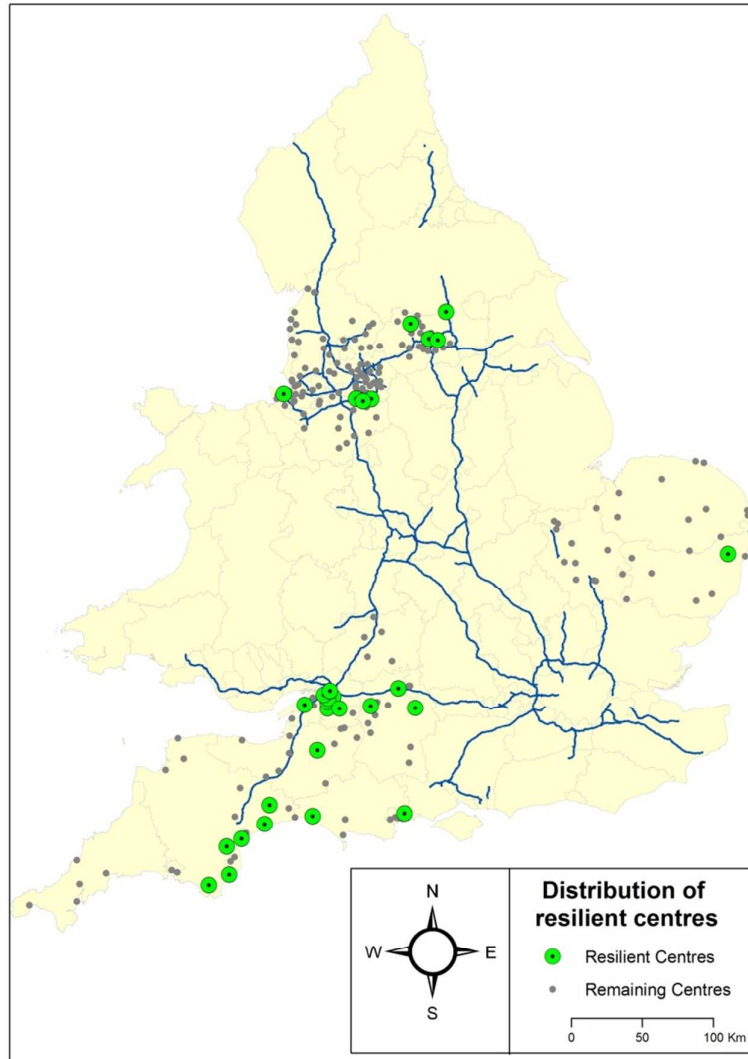 N
W E
S
Distribution of
resilient centres
Resilient Centres
Remaining Centres
0 50 100 Km